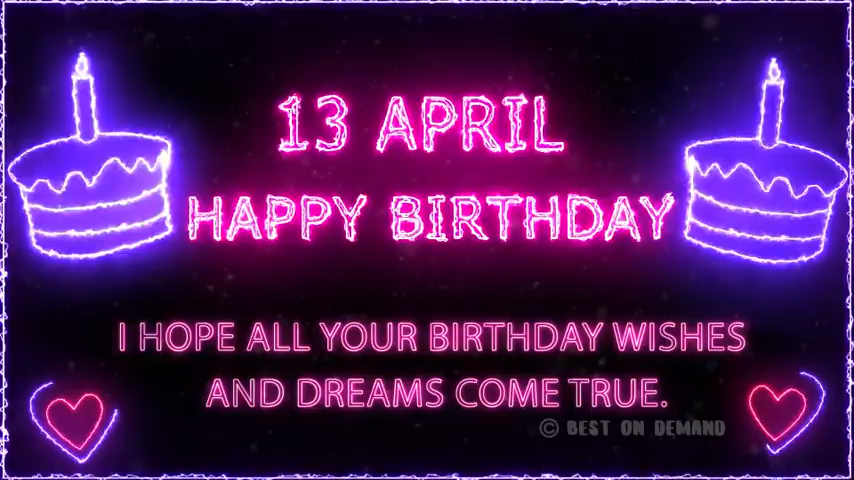 13 APRIL
HAPPY BIRTHDAY
I HOPE ALL YOUR BIRTHDAY WISHES
AND DREAMS COME TRUE.
© BEST ON DEMAND